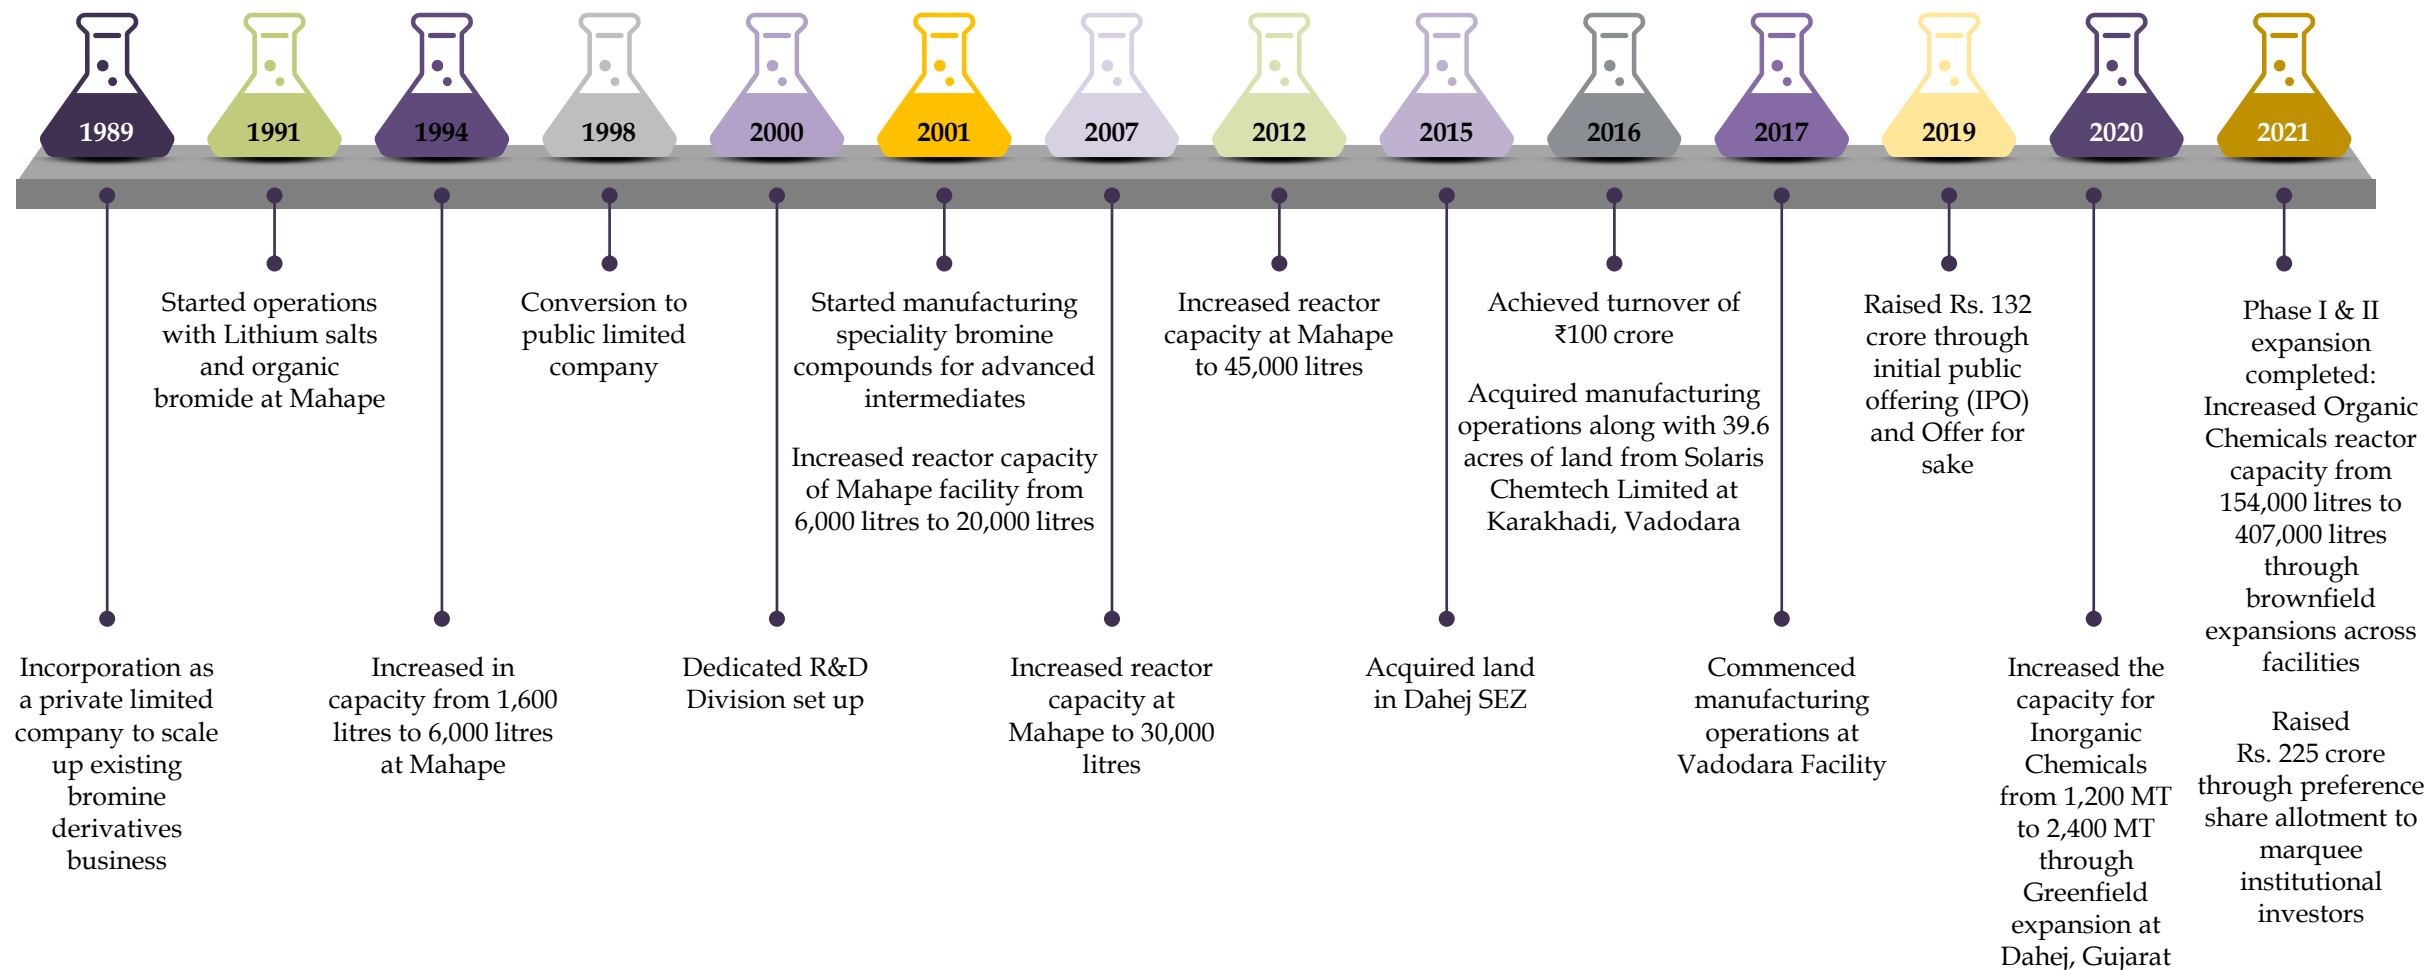 1989
1991
1994
1998
2000
2001
2007
2012
2015
2016
2017
2019
2020
2021
Incorporation as
a private limited
company to scale
up existing
bromine
derivatives
business
Started operations
with Lithium salts
and organic
bromide at Mahape
Increased in
capacity from 1,600
litres to 6,000 litres
at Mahape
Conversion to
public limited
company
Dedicated R&D
Division set up
Started manufacturing
speciality bromine
compounds for advanced
intermediates
Increased reactor capacity
of Mahape facility from
6,000 litres to 20,000 litres
Increased reactor
capacity at
Mahape to 30,000
litres
Increased reactor
capacity at Mahape
to 45,000 litres
Acquired land
in Dahej SEZ
Achieved turnover of
₹100 crore
Acquired manufacturing
operations along with 39.6
acres of land from Solaris
Chemtech Limited at
Karakhadi, Vadodara
Commenced
manufacturing
operations at
Vadodara Facility
Raised Rs. 132
crore through
initial public
offering (IPO)
and Offer for
sake
Increased the
capacity for
Inorganic
Chemicals
from 1,200 MT
to 2,400 MT
through
Greenfield
expansion at
Dahej, Gujarat
Phase I & II
expansion
completed:
Increased Organic
Chemicals reactor
capacity from
154,000 litres to
407,000 litres
through
brownfield
expansions across
facilities
Raised
Rs. 225 crore
through preference
share allotment to
marquee
institutional
investors